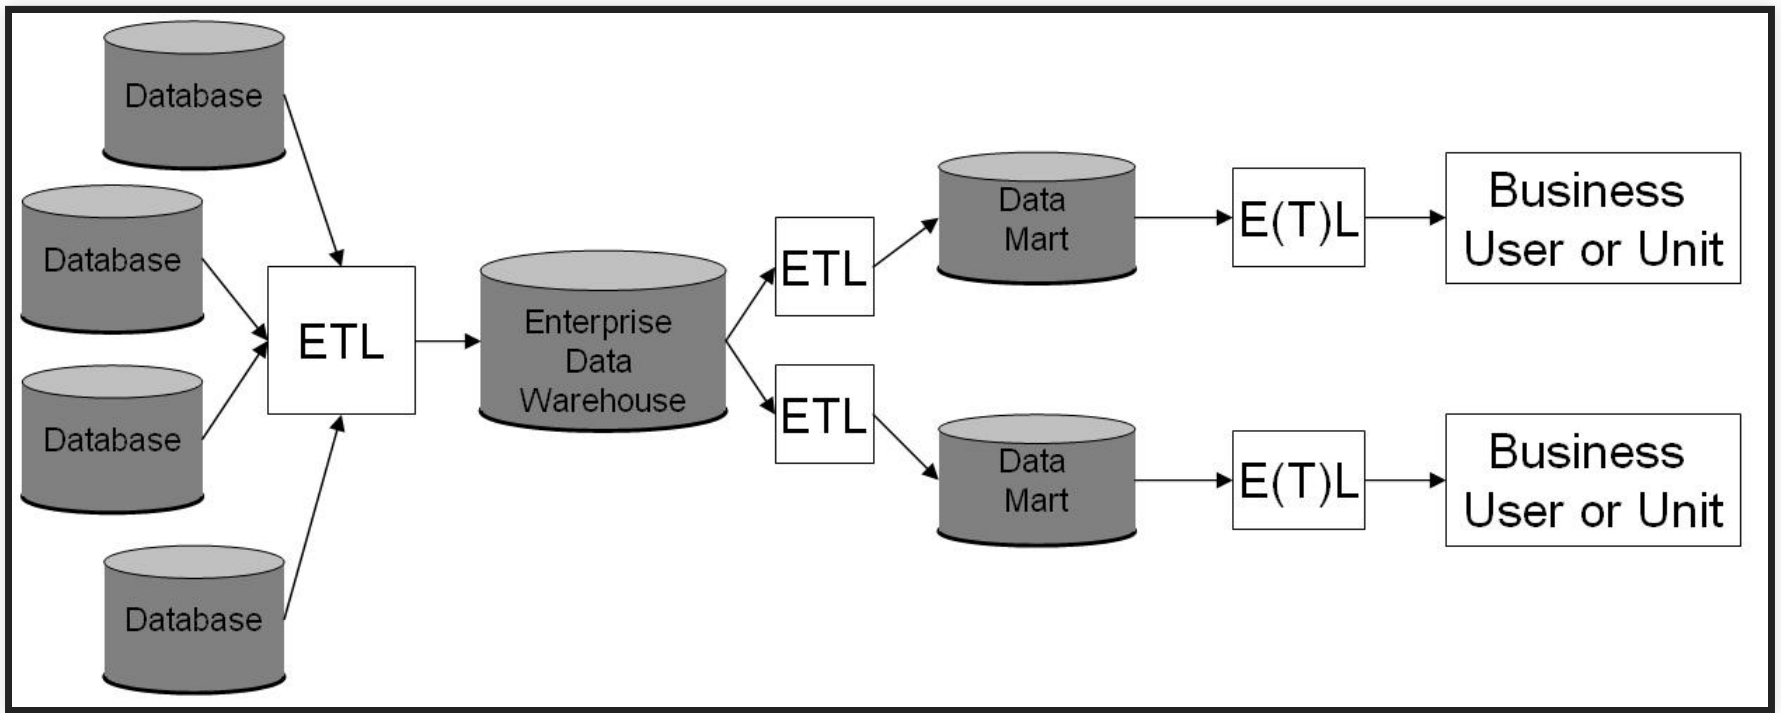 Database
Database
Database
Database
ETL
Enterprise
Data
Warehouse
ETL
ETL
Data
Mart
E(T)L
Business
User or Unit
Data
Mart
E(T)L
Business
User or Unit